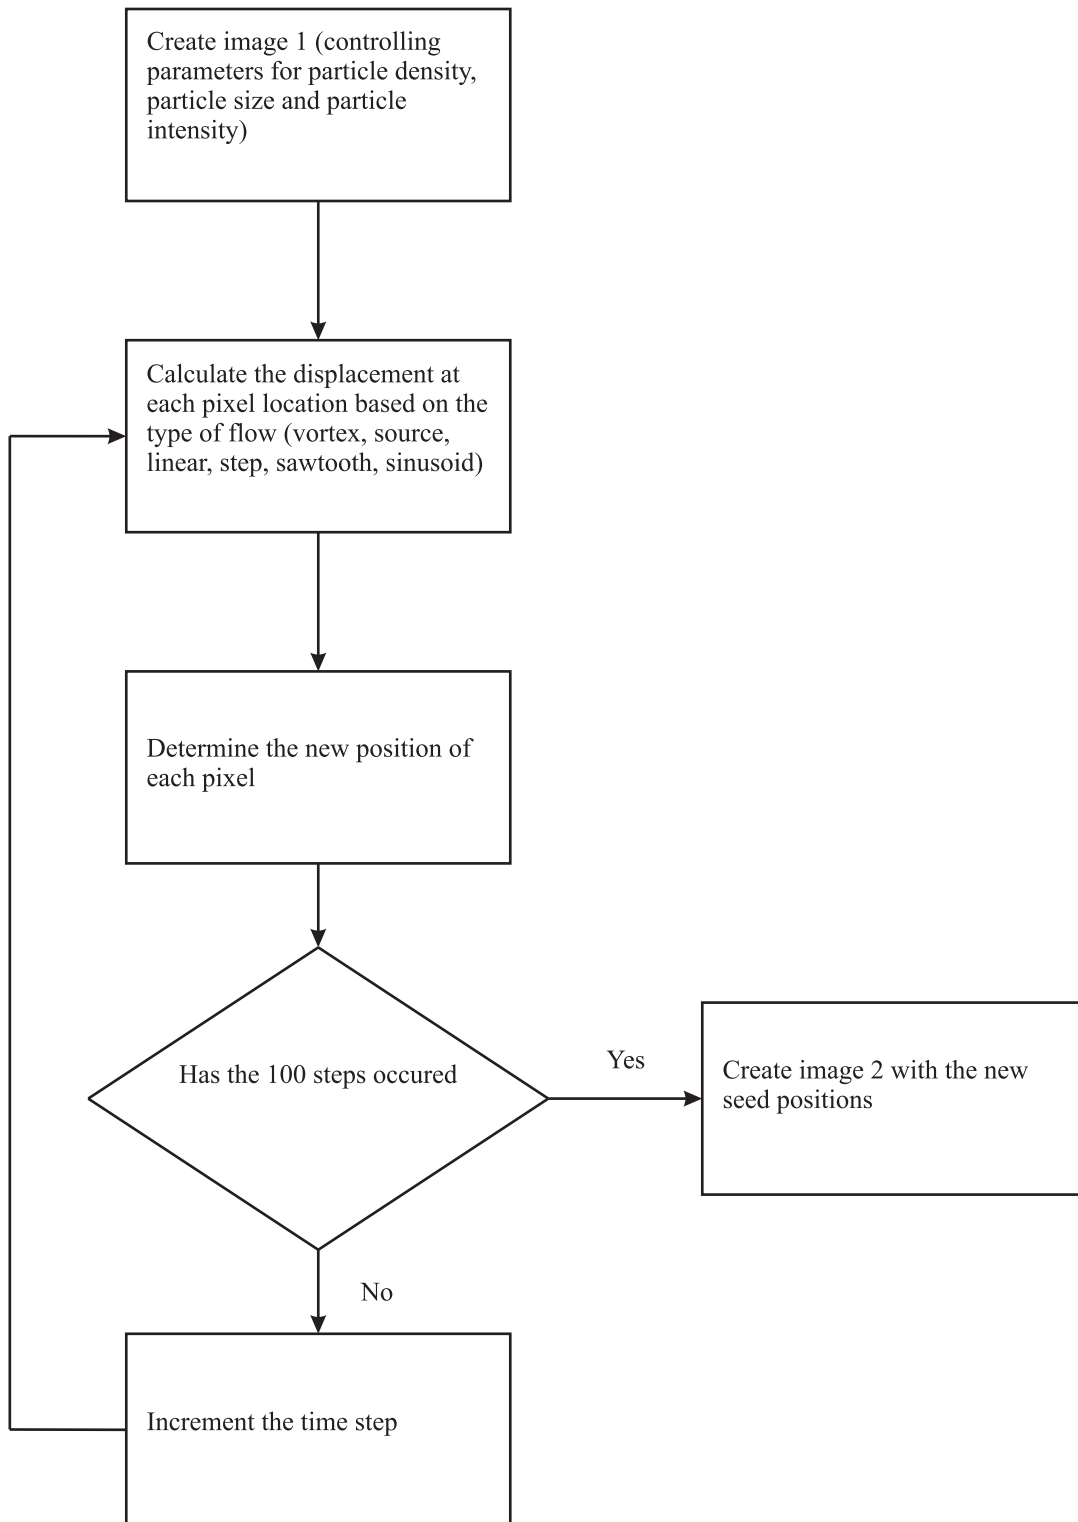 Create image 1 (controlling
parameters for particle density,
particle size and particle
intensity)
Calculate the displacement at
each pixel location based on the
type of flow (vortex, source,
linear, step, sawtooth, sinusoid)
Determine the new position of
each pixel
Has the 100 steps occured
Yes
Create image 2 with the new
seed positions
No
Increment the time step